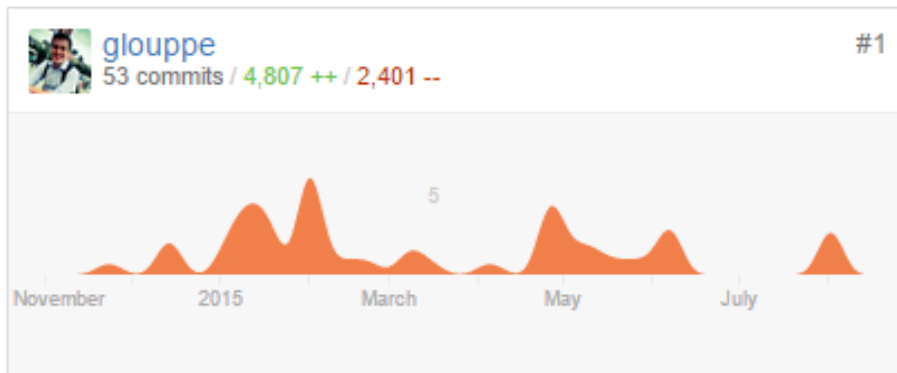 glouppe #1
53 commits / 4,807 ++ / 2,401 --
5
November 2015 March May July